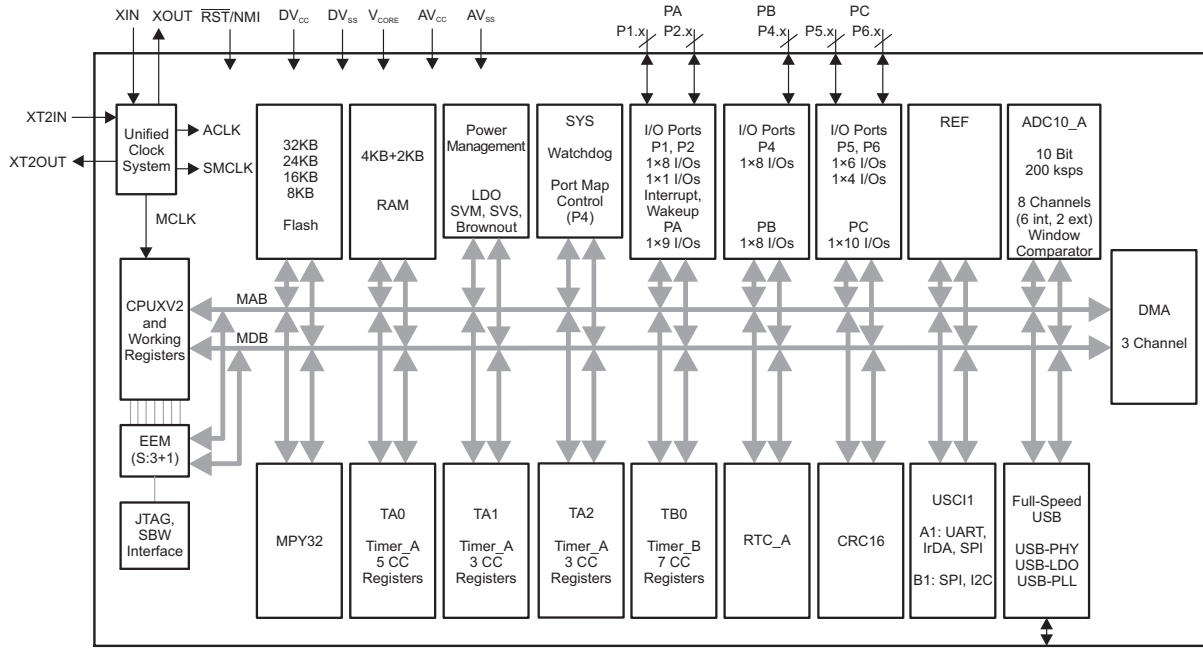 XIN
XOUT
RST/NMI
DVCC
DVSS
VCORE
AVCC
AVSS
PA
P1.x
P2.x
PB
P4.x
PC
P5.x
P6.x
XT2IN
XT2OUT
Unified
Clock
System
ACLK
SMCLK
MCLK
32KB
24KB
16KB
8KB
Flash
4KB+2KB
RAM
Power
Management
LDO
SVM, SVS,
Brownout
SYS
Watchdog
Port Map
Control
(P4)
I/O Ports
P1, P2
1×8 I/Os
1×1 I/Os
Interrupt,
Wakeup
PA
1×9 I/Os
I/O Ports
P4
1×8 I/Os
PB
1×8 I/Os
I/O Ports
P5, P6
1×6 I/Os
1×4 I/Os
PC
1×10 I/Os
REF
ADC10_A
10 Bit
200 ksps
8 Channels
(6 int, 2 ext)
Window
Comparator
CPUXV2
and
Working
Registers
MAB
MDB
DMA
3 Channel
EEM
(S:3+1)
JTAG,
SBW
Interface
MPY32
TA0
Timer_A
5 CC
Registers
TA1
Timer_A
3 CC
Registers
TA2
Timer_A
3 CC
Registers
TB0
Timer_B
7 CC
Registers
RTC_A
CRC16
USCI1
A1: UART,
IrDA, SPI
B1: SPI, I2C
Full-Speed
USB
USB-PHY
USB-LDO
USB-PLL